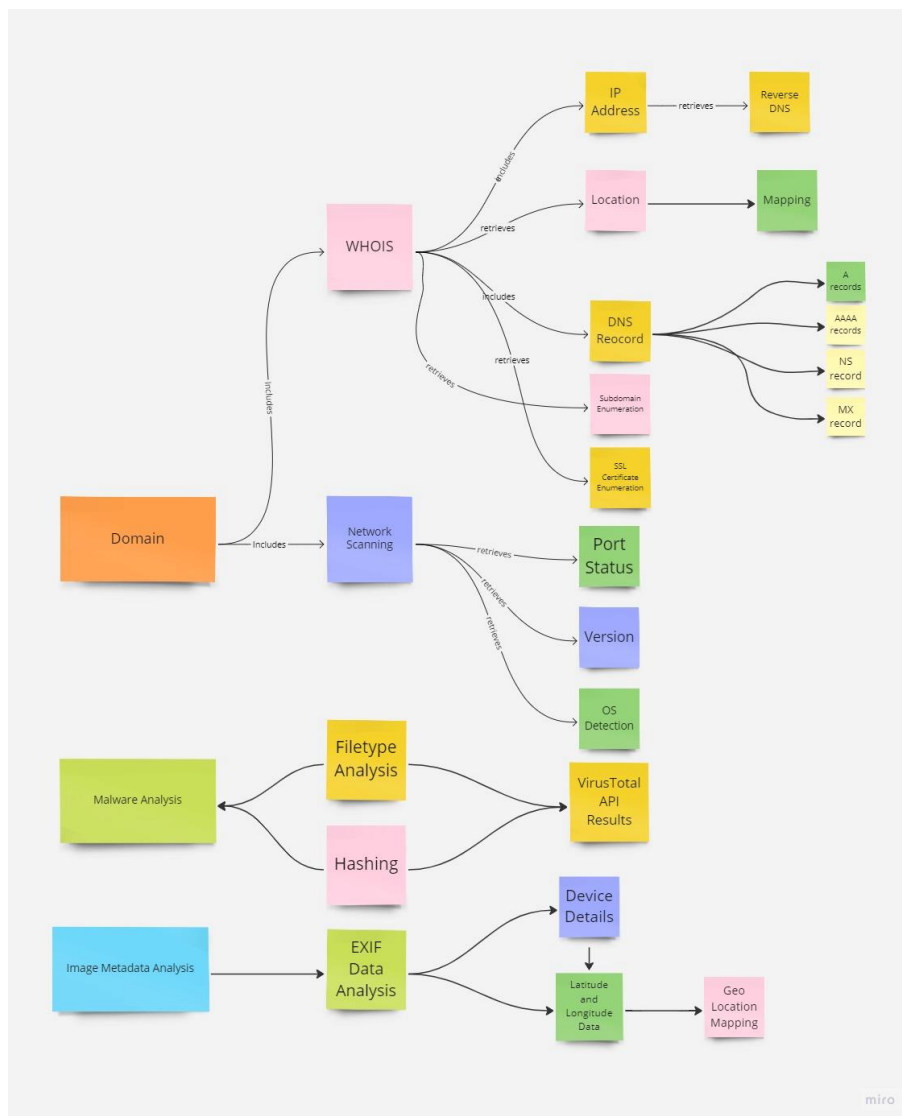 IP
Address
retrieves
Reverse
DNS
includes
WHOIS
retrieves
Location
Mapping
includes
DNS
Reocord
A
records
AAAA
records
NS
record
MX
record
retrieves
retrieves
Subdomain
Enumeration
SSL
Certificate
Enumeration
includes
Domain
Includes
Network
Scanning
retrieves
Port
Status
retrieves
Version
retrieves
OS
Detection
Filetype
Analysis
Malware Analysis
VirusTotal
API
Results
Hashing
Device
Details
Image Metadata Analysis
EXIF
Data
Analysis
Latitude
and
Longitude
Data
Geo
Location
Mapping
miro